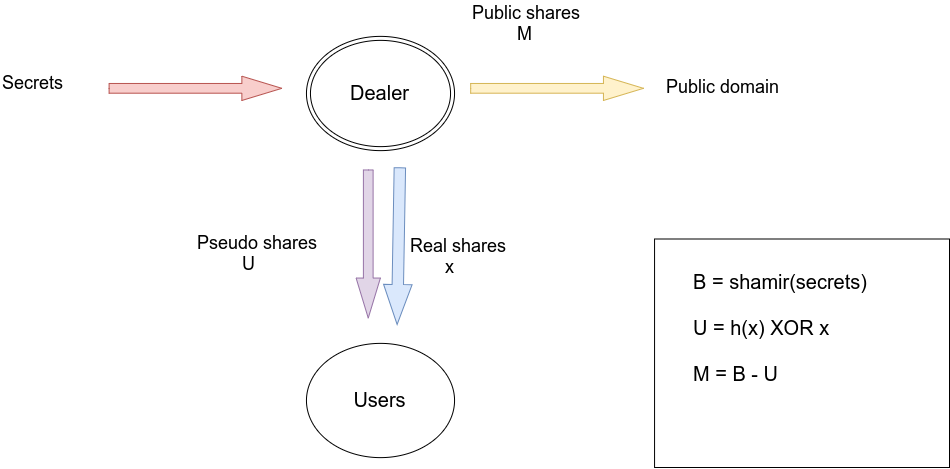 Public shares
M
Secrets
Dealer
Public domain
Pseudo shares
U
Real shares
x
B = shamir(secrets)
U = h(x) XOR x
M = B - U
Users